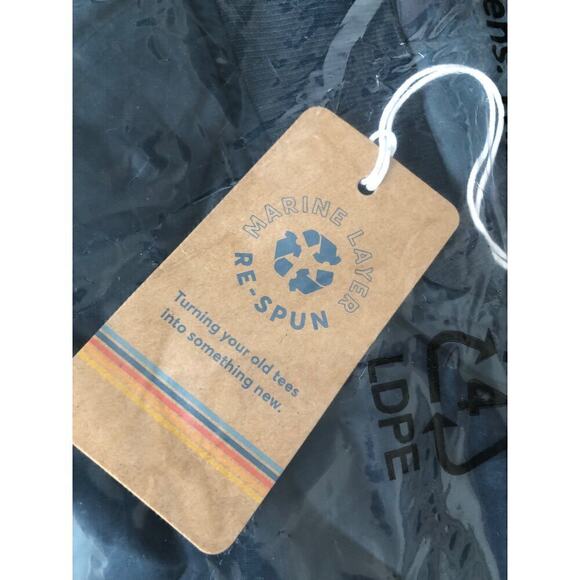 MARINE LAYER
RE-SPUN
Turning your old tees
into something new.
4
LDPE